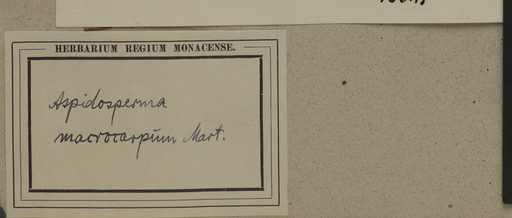 HERBARIUM REGIUM MONACENSE.
Aspidosperma
macrocarpum Mart.